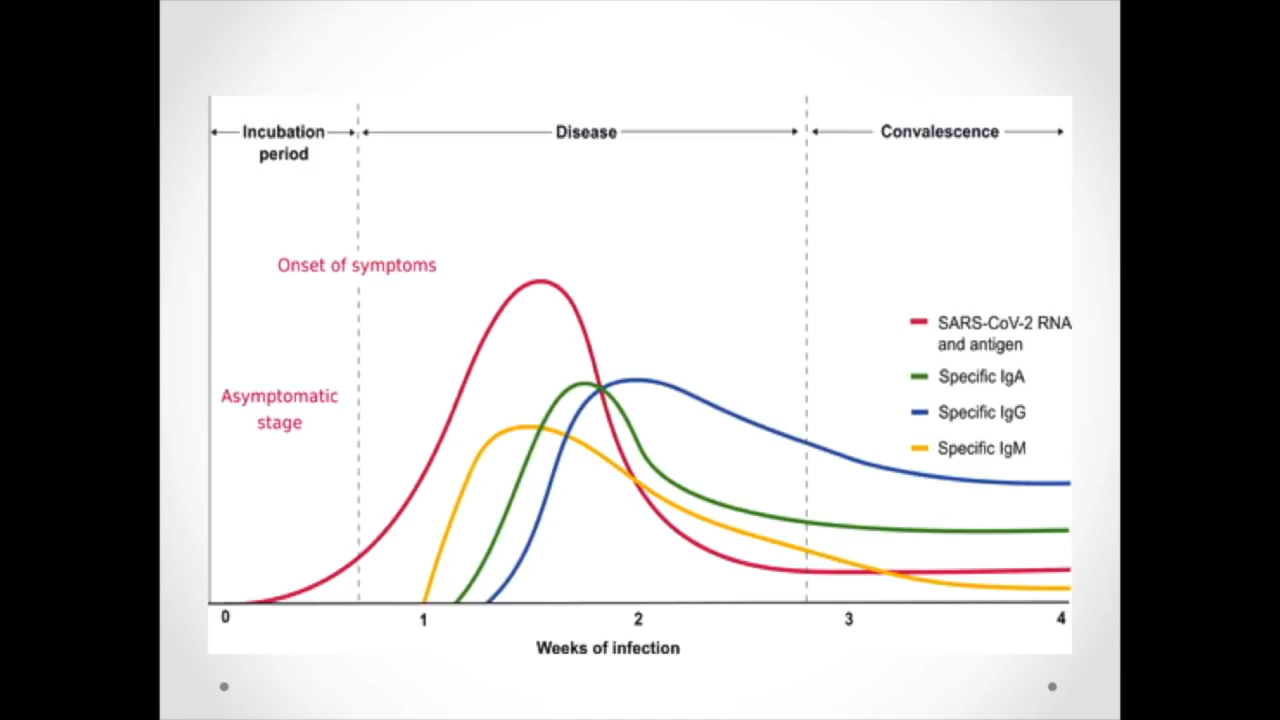 Incubation
period
Disease
Convalescence
Onset of symptoms
SARS-CoV-2 RNA
and antigen
Specific IgA
Asymptomatic
stage
Specific IgG
Specific IgM
0 1 2 3 4
Weeks of infection